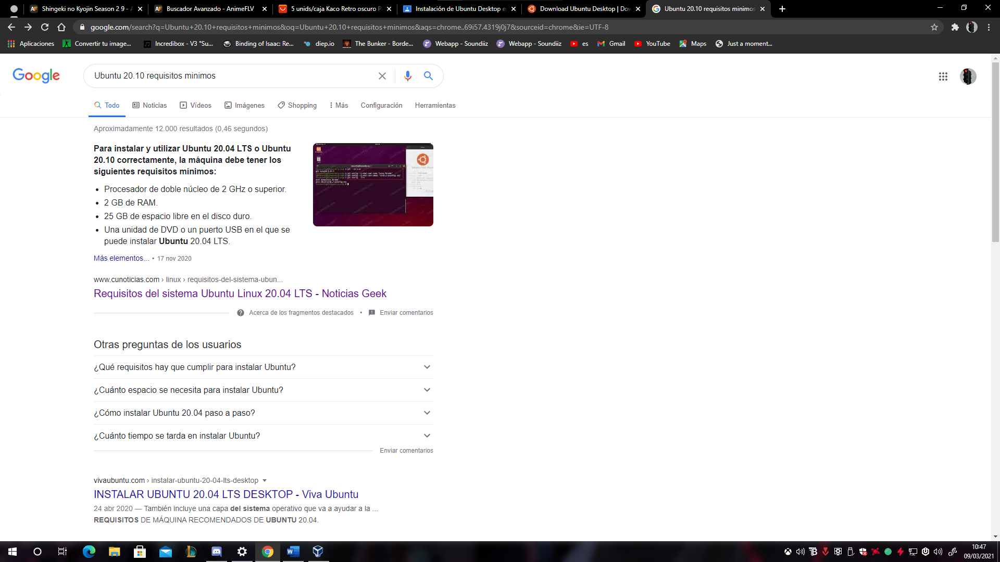 Shingeki no Kyojin Season 2 9 - A
Buscador Avanzado - AnimeFLV
5 unids/caja Kaco Retro oscuro P
Instalación de Ubuntu Desktop e
Download Ubuntu Desktop | Dow
Ubuntu 20.10 requisitos minimos
google.com/search?q=Ubuntu+20.10+requisitos+minimos&oq=Ubuntu+20.10+requisitos+minimos&aqs=chrome..69i57.4319j0j7&sourceid=chrome&ie=UTF-8
Aplicaciones
Convertir tu image...
Incredibox - V3 "Su...
Binding of Isaac: Re...
diep.io
The Bunker - Borde...
Webapp - Soundiiz
Webapp - Soundiiz
es
Gmail
YouTube
Maps
Just a moment...
Google
Ubuntu 20.10 requisitos minimos
Todo
Noticias
Vídeos
Imágenes
Shopping
Más
Configuración
Herramientas
Aproximadamente 12.000 resultados (0,46 segundos)
Para instalar y utilizar Ubuntu 20.04 LTS o Ubuntu
20.10 correctamente, la máquina debe tener los
siguientes requisitos mínimos:
• Procesador de doble núcleo de 2 GHz o superior.
• 2 GB de RAM.
• 25 GB de espacio libre en el disco duro.
• Una unidad de DVD o un puerto USB en el que se
puede instalar Ubuntu 20.04 LTS.
Más elementos... • 17 nov 2020
www.cunoticias.com › linux › requisitos-del-sistema-ubun...
Requisitos del sistema Ubuntu Linux 20.04 LTS - Noticias Geek
Acerca de los fragmentos destacados • Enviar comentarios
Otras preguntas de los usuarios
¿Qué requisitos hay que cumplir para instalar Ubuntu?
¿Cuánto espacio se necesita para instalar Ubuntu?
¿Cómo instalar Ubuntu 20.04 paso a paso?
¿Cuánto tiempo se tarda en instalar Ubuntu?
Enviar comentarios
vivaubuntu.com › instalar-ubuntu-20-04-lts-desktop
INSTALAR UBUNTU 20.04 LTS DESKTOP - Viva Ubuntu
24 abr 2020 — También incluye una capa del sistema operativo que va a ayudar a la ...
REQUISITOS DE MÁQUINA RECOMENDADOS DE UBUNTU 20.04.
10:47
09/03/2021